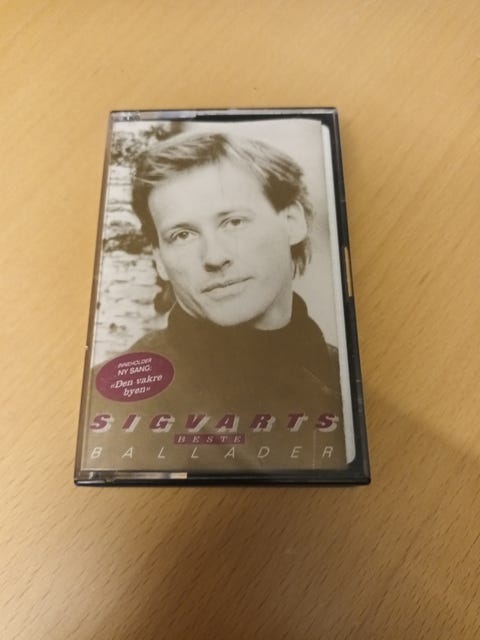 INNEHOLDER
NY SANG:
«Den vakre
byen»
SIGVARTS
BESTE
BALLADER